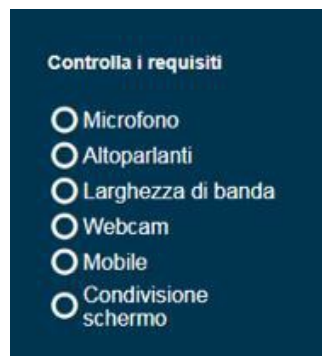 Controlla i requisiti
Microfono
Altoparlanti
Larghezza di banda
Webcam
Mobile
Condivisione
schermo